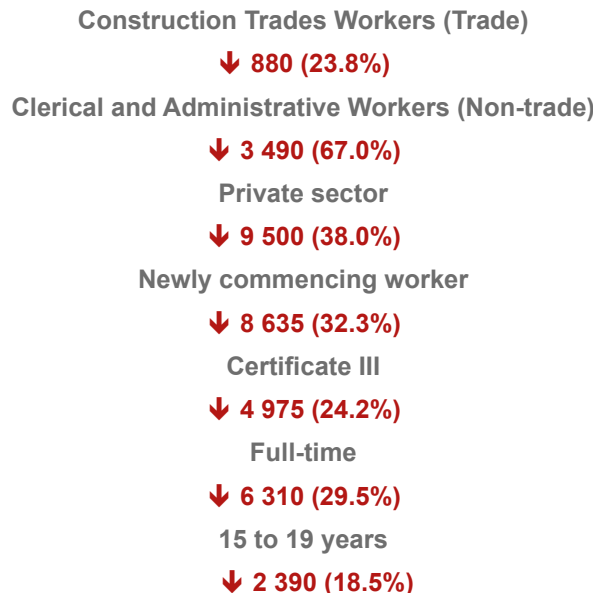 Construction Trades Workers (Trade)
↓ 880 (23.8%)
Clerical and Administrative Workers (Non-trade)
↓ 3 490 (67.0%)
Private sector
↓ 9 500 (38.0%)
Newly commencing worker
↓ 8 635 (32.3%)
Certificate III
↓ 4 975 (24.2%)
Full-time
↓ 6 310 (29.5%)
15 to 19 years
↓ 2 390 (18.5%)